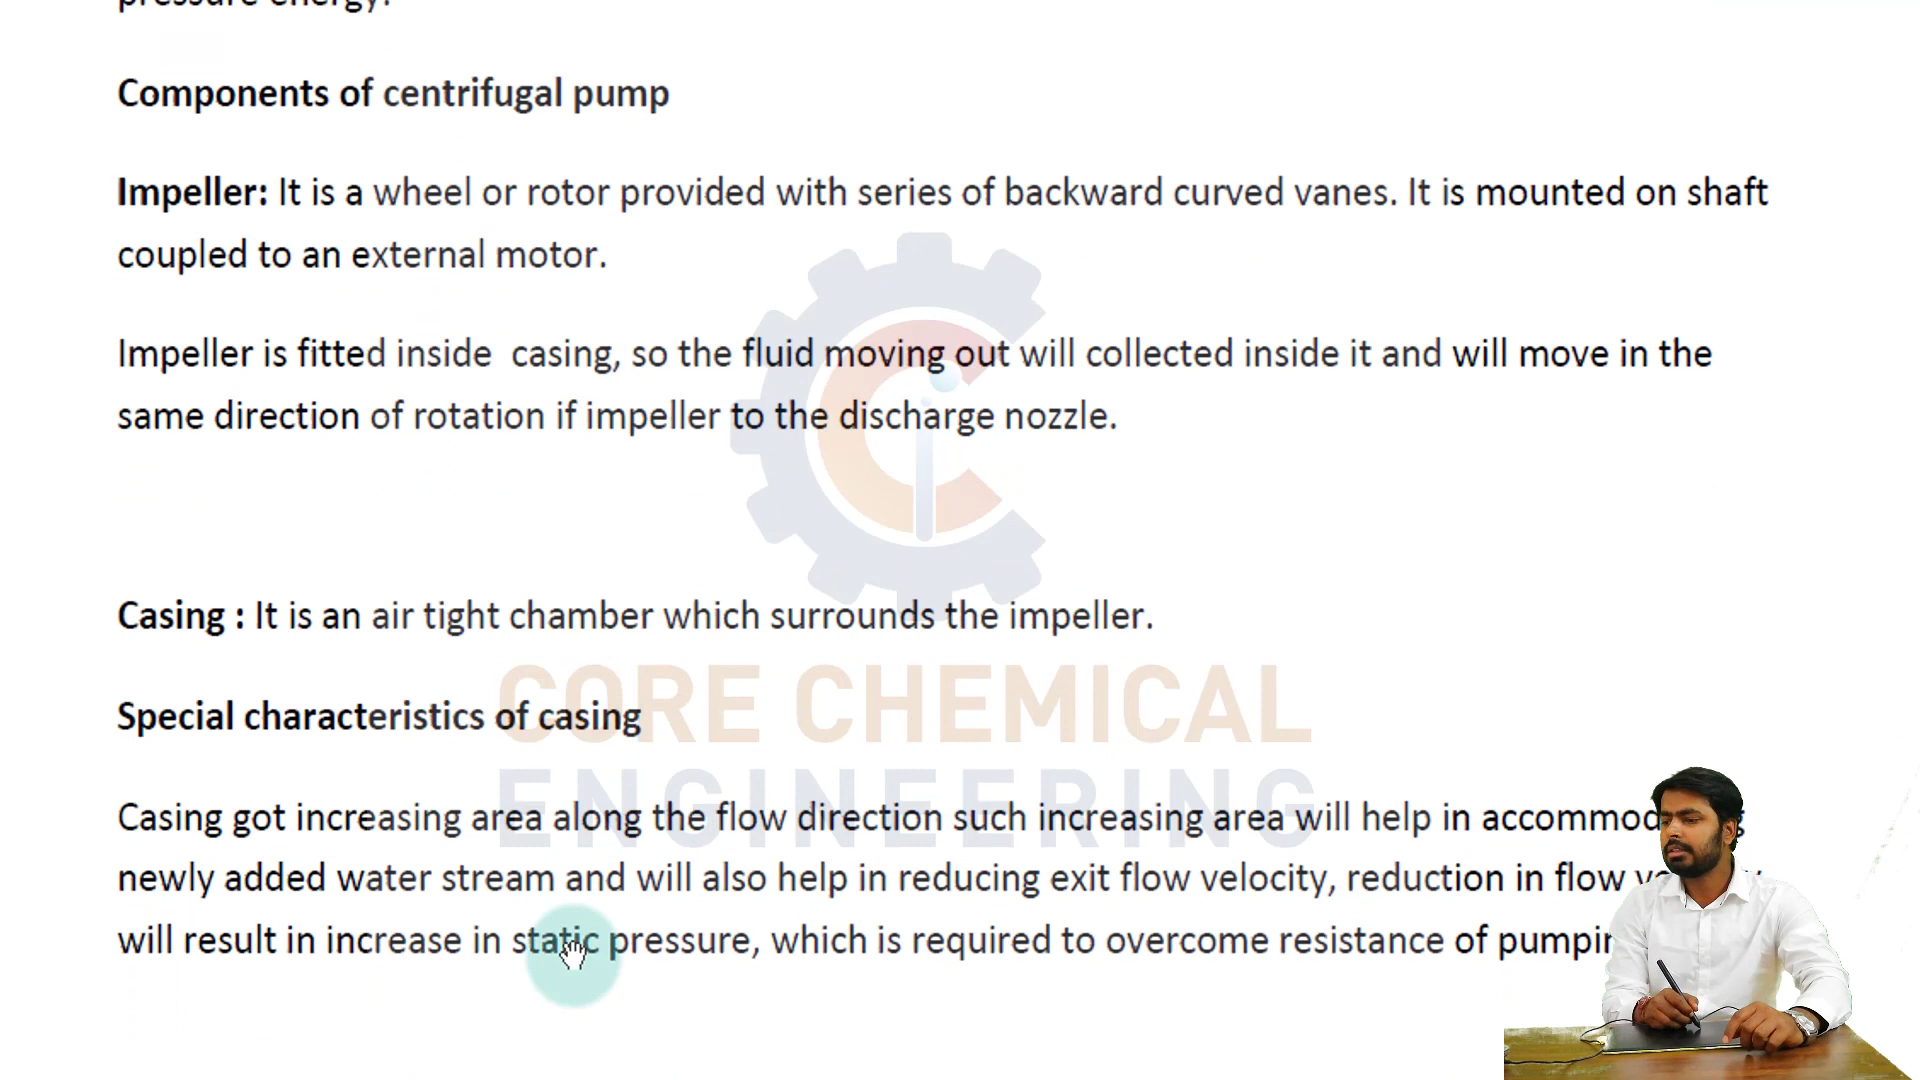 pressure energy.
Components of centrifugal pump
Impeller: It is a wheel or rotor provided with series of backward curved vanes. It is mounted on shaft
coupled to an external motor.
Impeller is fitted inside casing, so the fluid moving out will collected inside it and will move in the
same direction of rotation if impeller to the discharge nozzle.
Casing : It is an air tight chamber which surrounds the impeller.
CORE CHEMICAL
Special characteristics of casing
ENGINEERING
Casing got increasing area along the flow direction such increasing area will help in
newly added water stream and will also help in reducing exit flow velocity, reduction in flow
will result in increase in static pressure, which is required to overcome resistance of